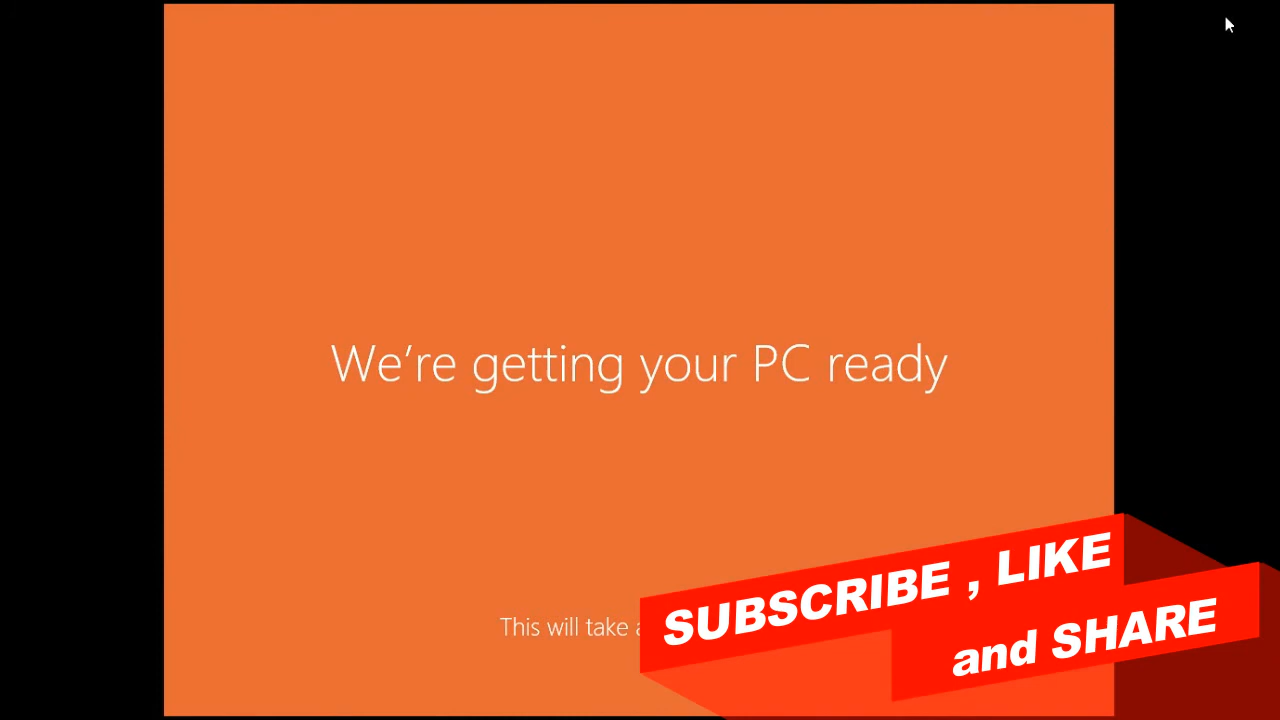 We’re getting your PC ready
This will take
SUBSCRIBE , LIKE
and SHARE